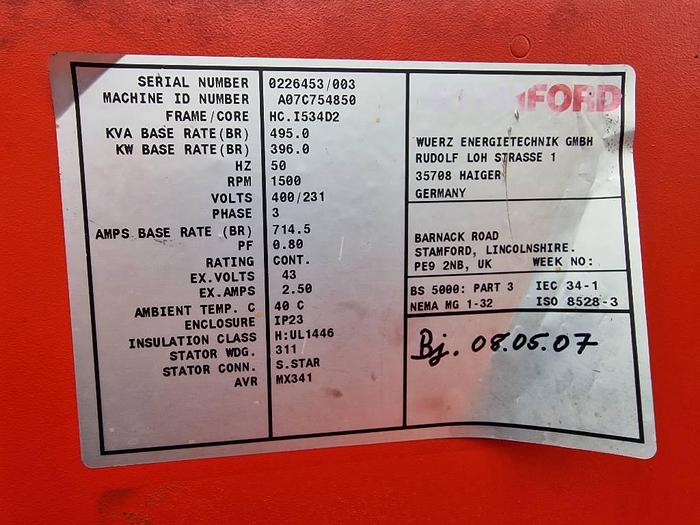 SERIAL NUMBER 0226453/003
MACHINE ID NUMBER A07C754850
FRAME/CORE HC.I534D2
KVA BASE RATE(BR) 495.0
KW BASE RATE(BR) 396.0
HZ 50
RPM 1500
VOLTS 400/231
PHASE 3
AMPS BASE RATE (BR) 714.5
PF 0.80
RATING CONT.
EX.VOLTS 43
EX.AMPS 2.50
AMBIENT TEMP. C 40 C
ENCLOSURE IP23
INSULATION CLASS H:UL1446
STATOR WDG. 311
STATOR CONN. S.STAR
AVR MX341
FORD
WUERZ ENERGIETECHNIK GMBH
RUDOLF LOH STRASSE 1
35708 HAIGER
GERMANY
BARNACK ROAD
STAMFORD, LINCOLNSHIRE.
PE9 2NB, UK WEEK NO:
BS 5000: PART 3 IEC 34-1
NEMA MG 1-32 ISO 8528-3
Bj. 08.05.07